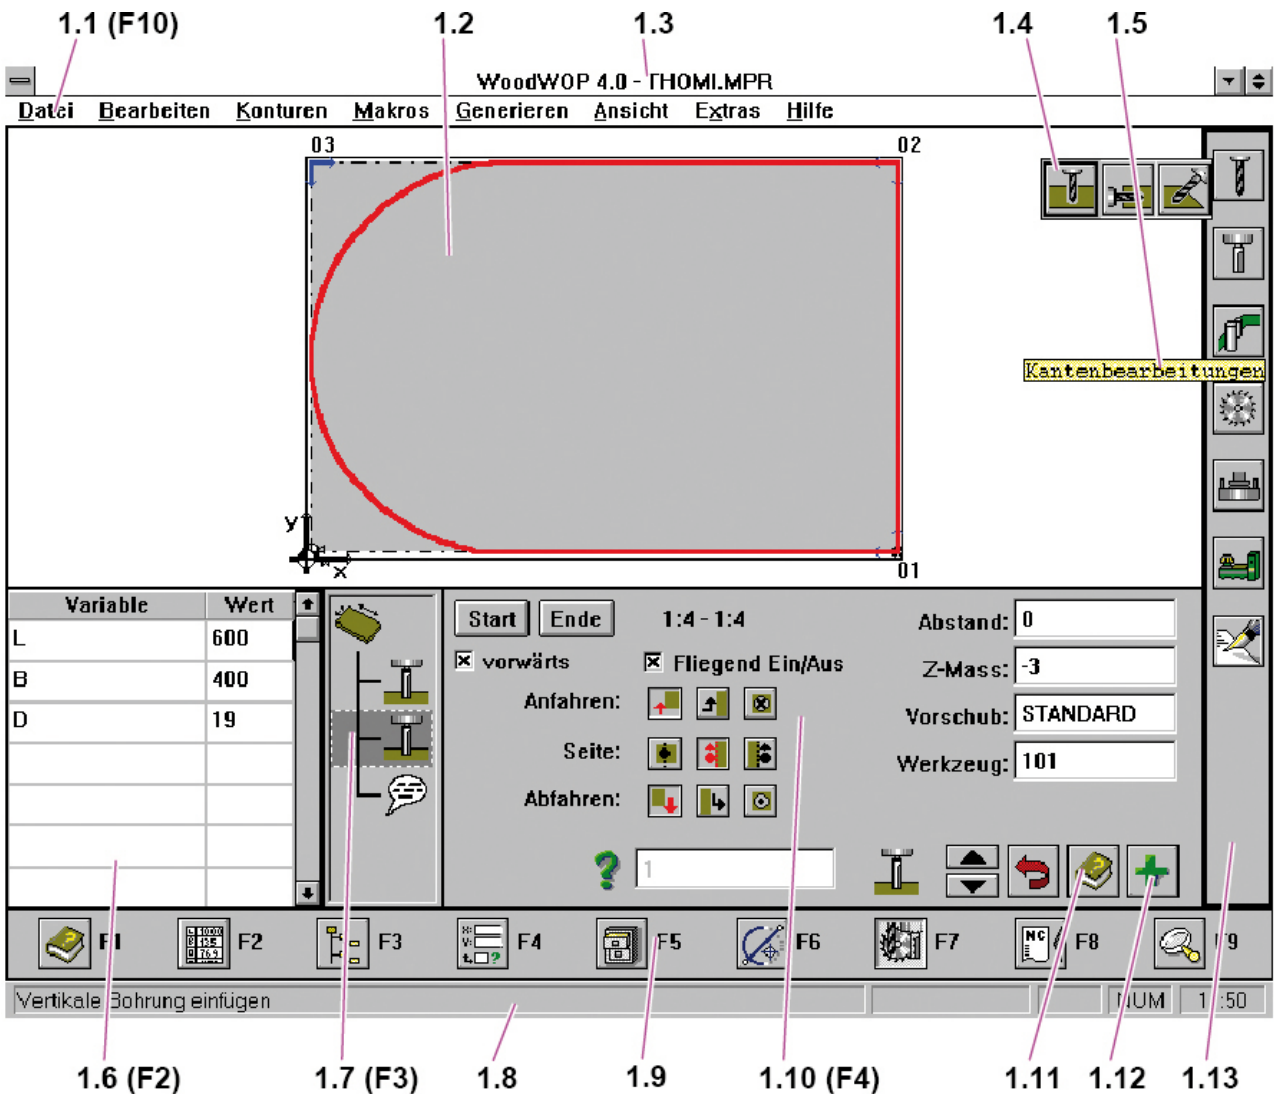 1.1 (F10) 1.2 1.3 1.4 1.5
WoodWOP 4.0 - THOMI.MPR
Datei Bearbeiten Konturen Makros Generieren Ansicht Extras Hilfe
03 02
Kantenbearbeitungen
Y
X
01
Variable Wert
L 600
B 400
D 19
Start Ende 1:4 - 1:4
vorwärts Fliegend Ein/Aus
Anfahren:
Seite:
Abfahren:
1
Abstand: 0
Z-Mass: -3
Vorschub: STANDARD
Werkzeug: 101
F1 F2 F3 F4 F5 F6 F7 NC F8 F9
Vertikale Bohrung einfügen NUM
1.6 (F2) 1.7 (F3) 1.8 1.9 1.10 (F4) 1.11 1.12 1.13